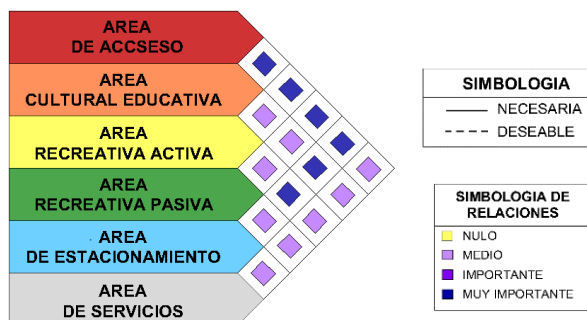 AREA
DE ACCSESO
AREA
CULTURAL EDUCATIVA
AREA
RECREATIVA ACTIVA
AREA
RECREATIVA PASIVA
AREA
DE ESTACIONAMIENTO
AREA
DE SERVICIOS
SIMBOLOGIA
NECESARIA
DESEABLE
SIMBOLOGIA DE
RELACIONES
NULO
MEDIO
IMPORTANTE
MUY IMPORTANTE